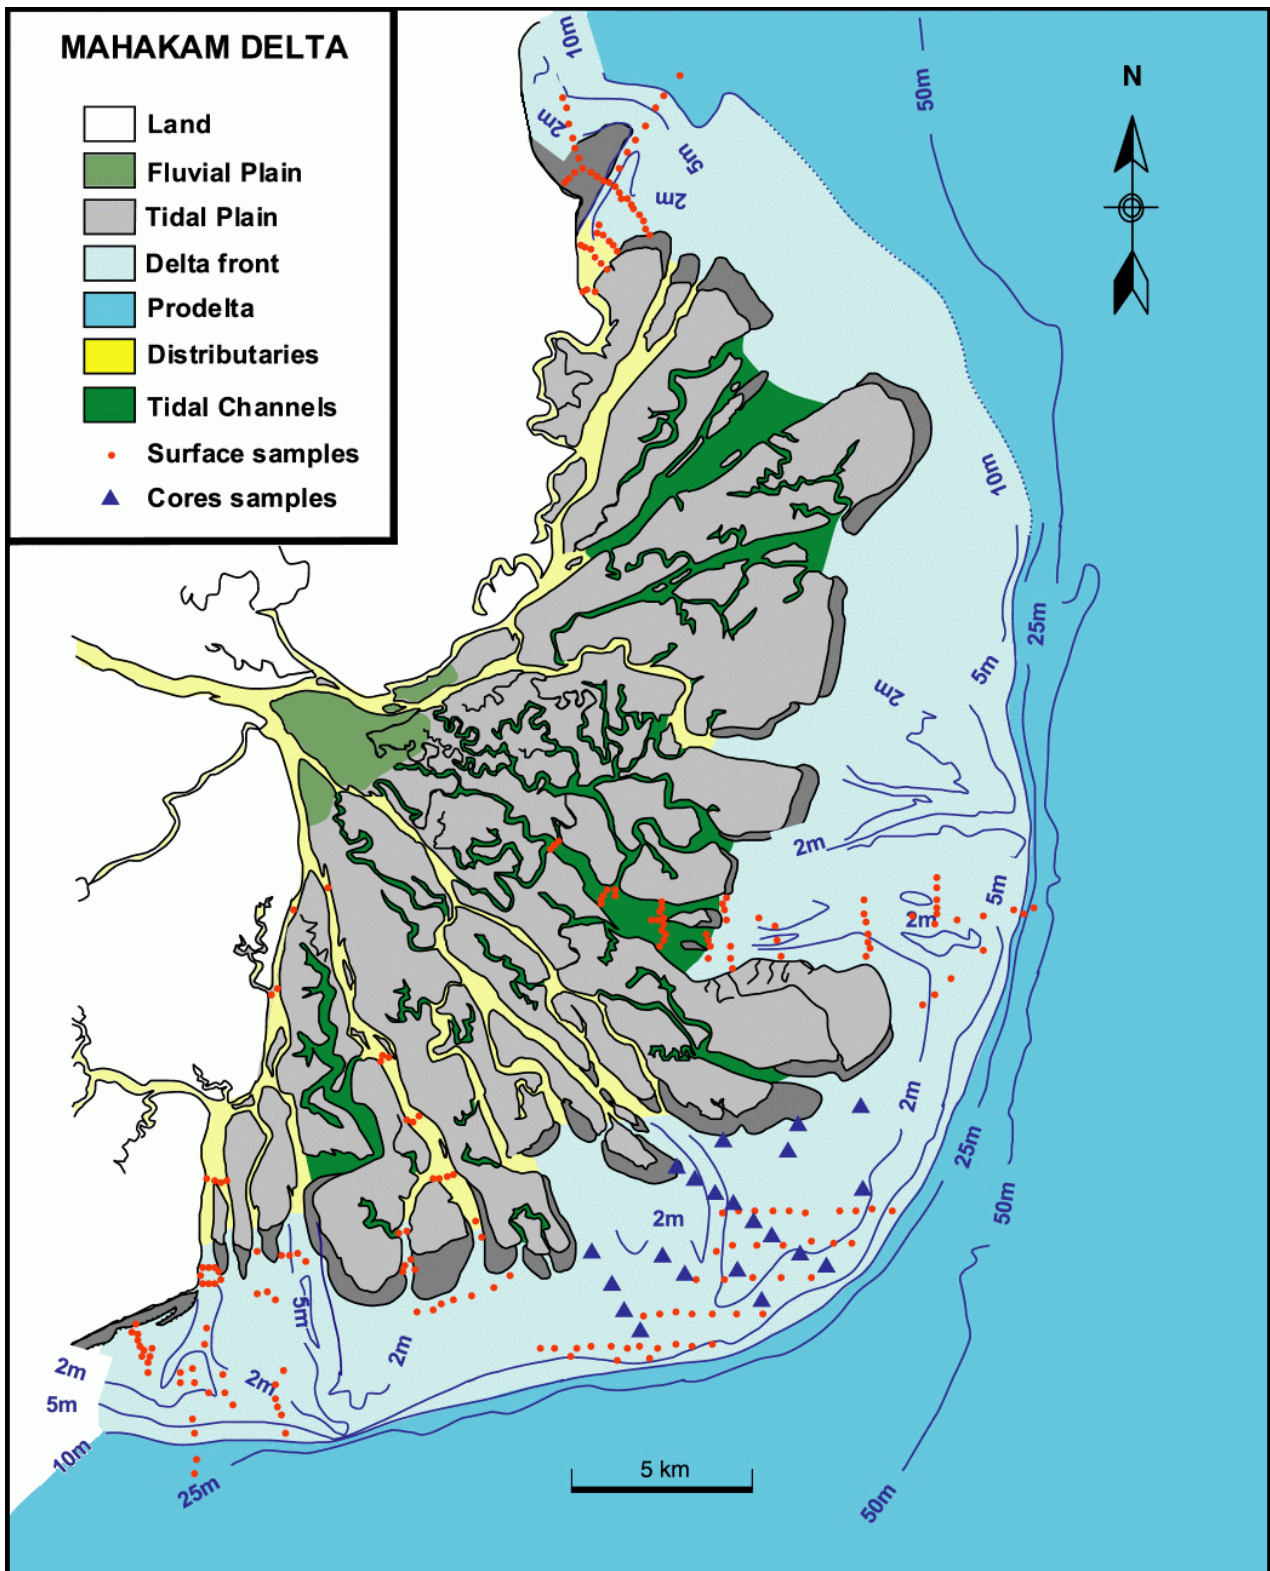 MAHAKAM DELTA
Land
Fluvial Plain
Tidal Plain
Delta front
Prodelta
Distributaries
Tidal Channels
Surface samples
Cores samples
N
10m
50m
2m
5m
2m
10m
25m
5m
2m
2m
5m
2m
2m
25m
50m
2m
5m
2m
2m
2m
5m
10m
25m
5 km
50m